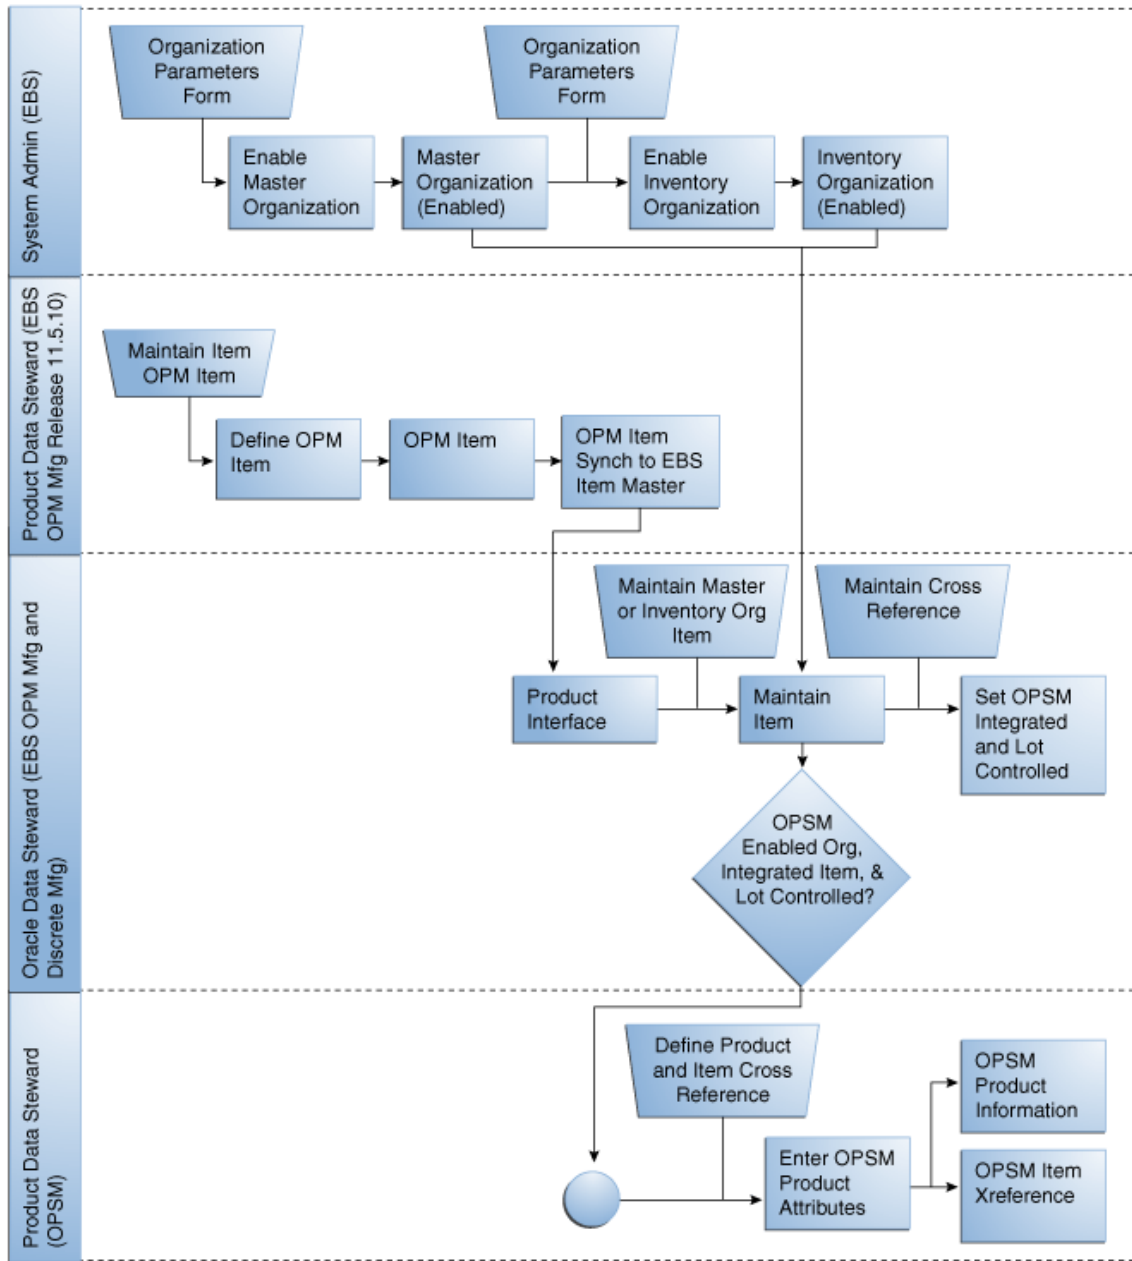 System Admin (EBS)
Organization
Parameters
Form
Organization
Parameters
Form
Enable
Master
Organization
Master
Organization
(Enabled)
Enable
Inventory
Organization
Inventory
Organization
(Enabled)
Product Data Steward (EBS
OPM Mfg Release 11.5.10)
Maintain Item
OPM Item
Define OPM
Item
OPM Item
OPM Item
Synch to EBS
Item Master
Oracle Data Steward (EBS OPM Mfg and
Discrete Mfg)
Maintain Master
or Inventory Org
Item
Maintain Cross
Reference
Product
Interface
Maintain
Item
Set OPSM
Integrated
and Lot
Controlled
OPSM
Enabled Org,
Integrated Item, &
Lot Controlled?
Product Data Steward
(OPSM)
Define Product
and Item Cross
Reference
Enter OPSM
Product
Attributes
OPSM
Product
Information
OPSM Item
Xreference